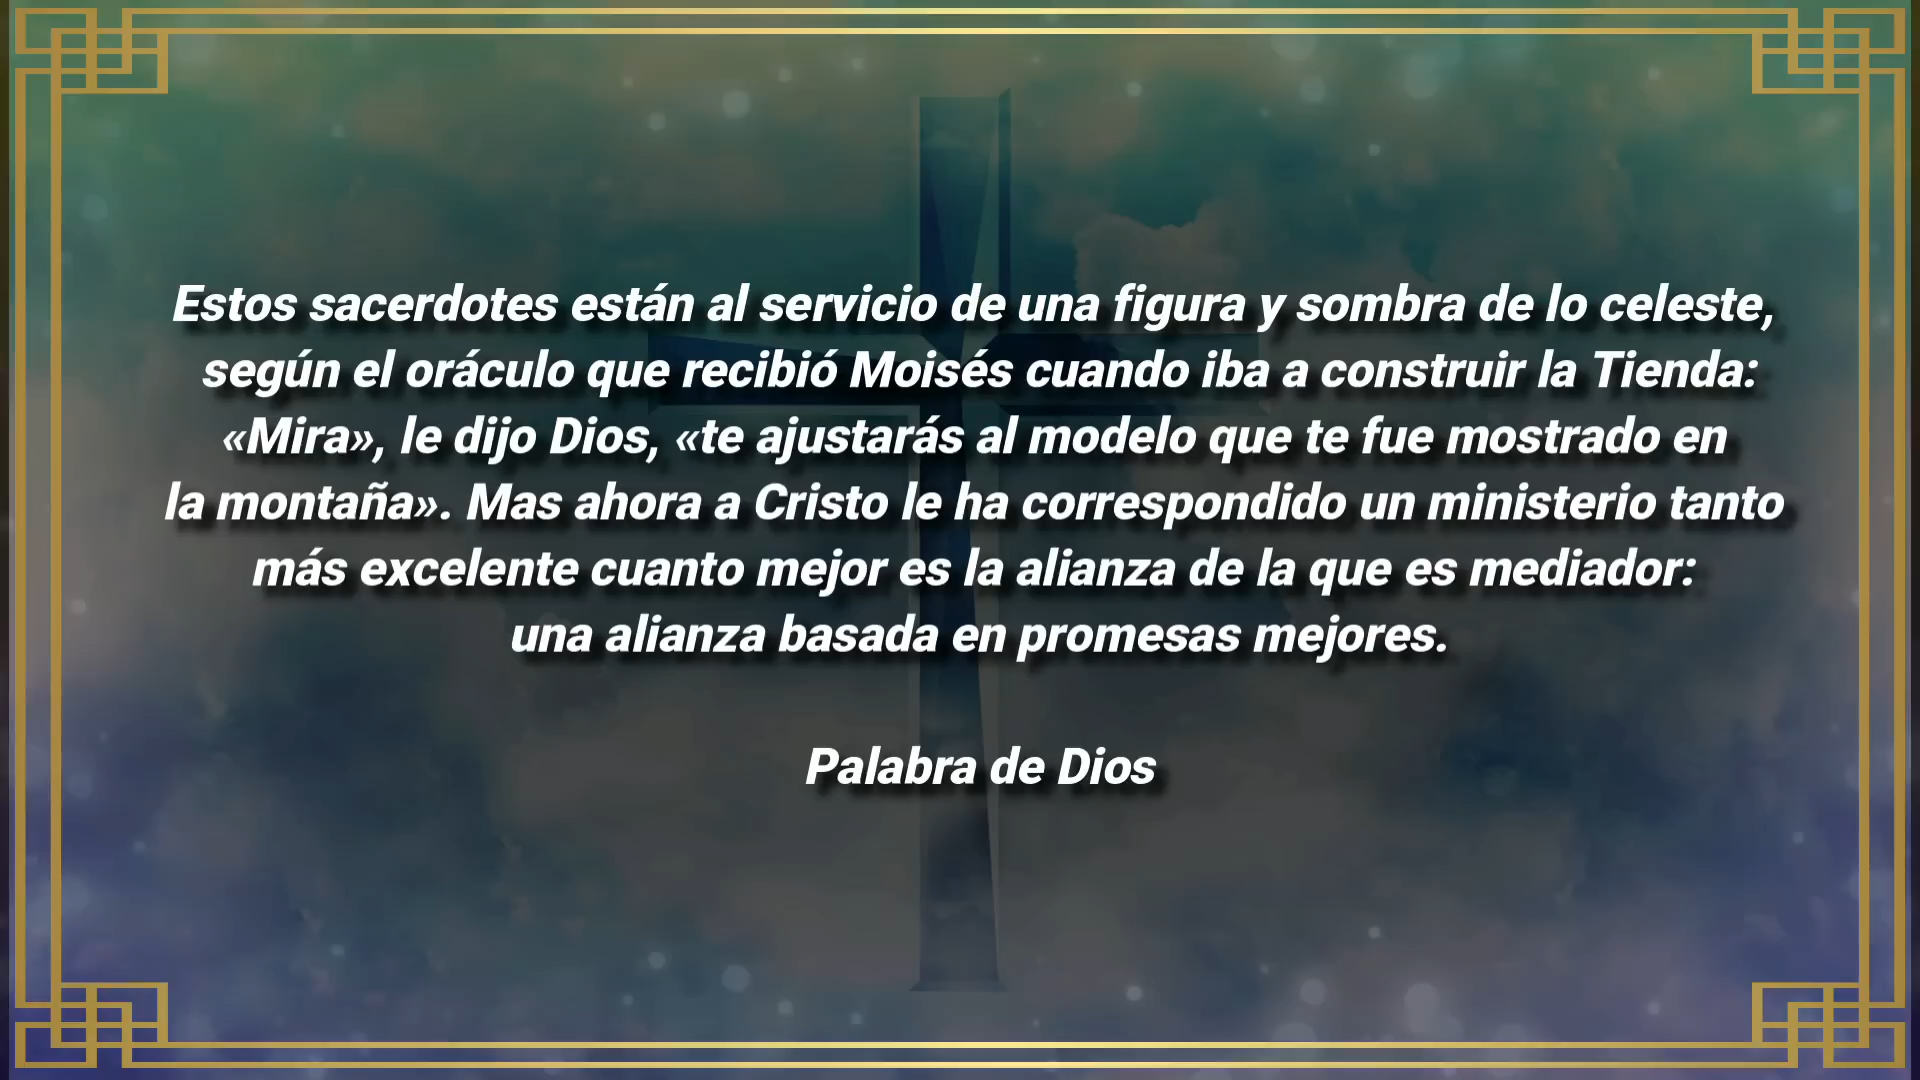 Estos sacerdotes están al servicio de una figura y sombra de lo celeste,
según el oráculo que recibió Moisés cuando iba a construir la Tienda:
«Mira», le dijo Dios, «te ajustarás al modelo que te fue mostrado en
la montaña». Mas ahora a Cristo le ha correspondido un ministerio tanto
más excelente cuanto mejor es la alianza de la que es mediador:
una alianza basada en promesas mejores.
Palabra de Dios